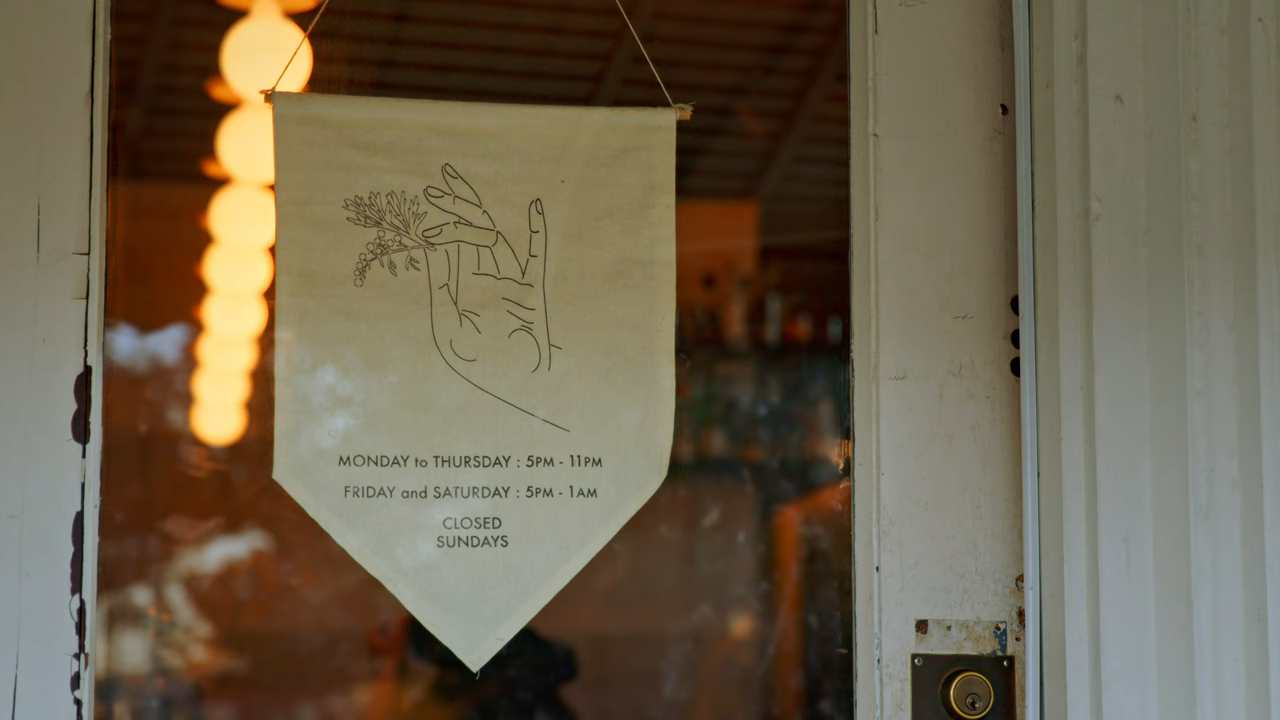 MONDAY to THURSDAY : 5PM - 11PM
FRIDAY and SATURDAY : 5PM - 1AM
CLOSED
SUNDAYS